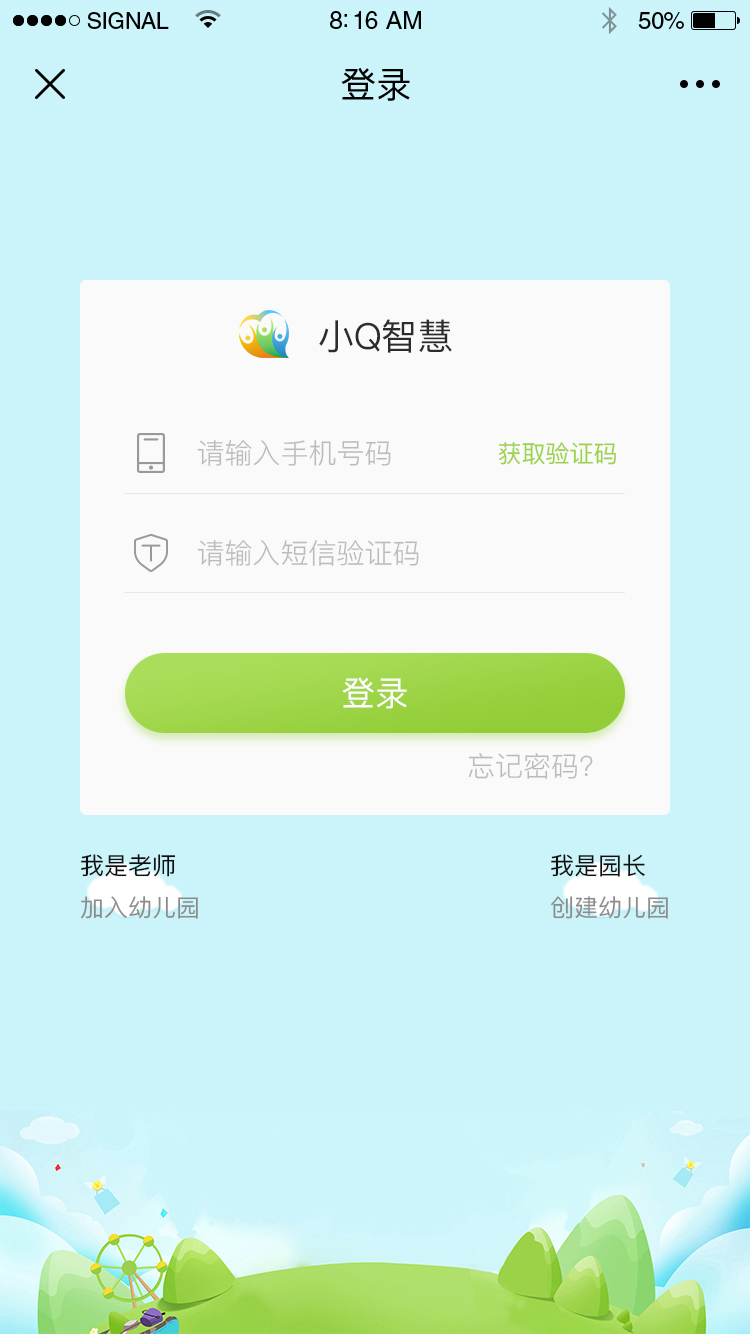 SIGNAL 8:16 AM 50%
登录
小Q智慧
请输入手机号码 获取验证码
请输入短信验证码
登录
忘记密码?
我是老师 我是园长
加入幼儿园 创建幼儿园